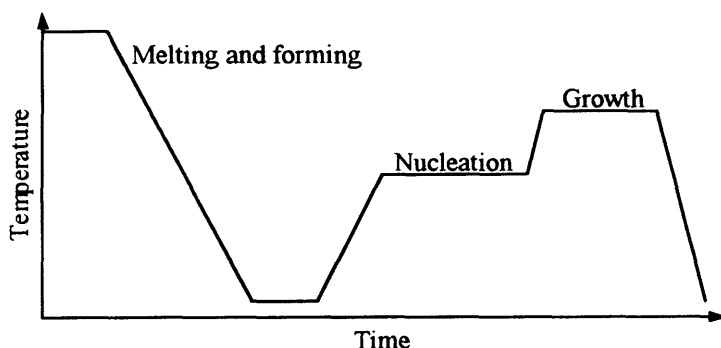 Melting and forming
Growth
Nucleation
Temperature
Time